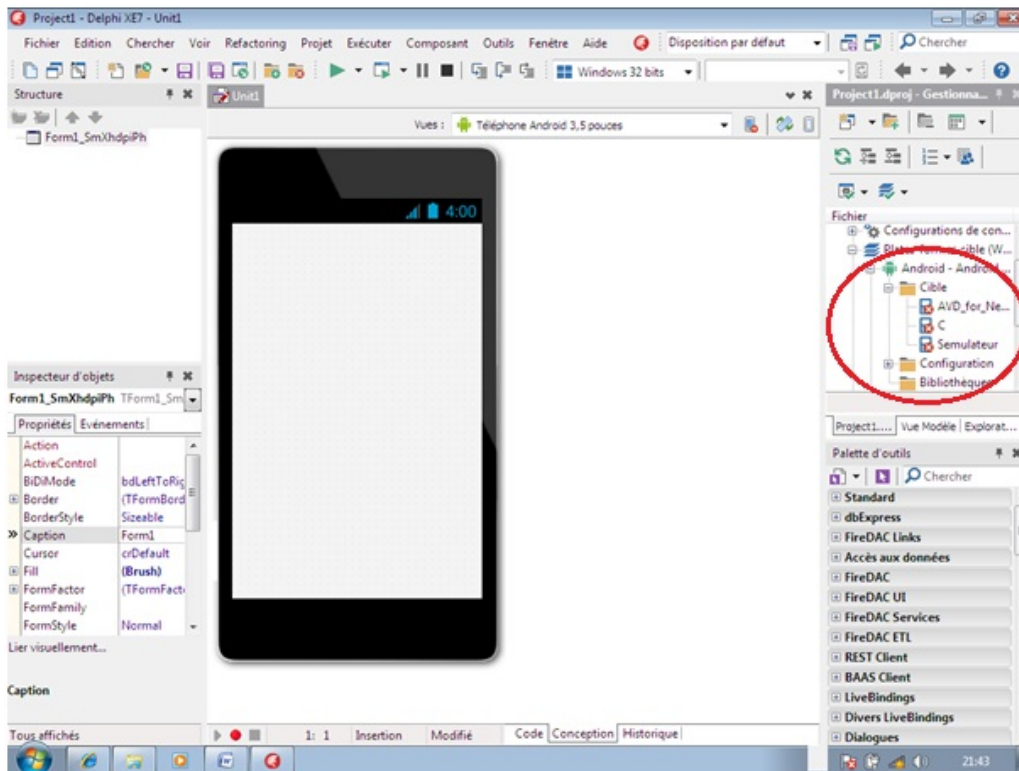 Project1 - Delphi XE7 - Unit1
Fichier Edition Chercher Voir Refactoring Projet Exécuter Composant Outils Fenêtre Aide Disposition par défaut Chercher
Windows 32 bits
Structure
Form1_SmXhdpiPh
Unit1
Vues : Téléphone Android 3,5 pouces
4:00
Project1.dproj - Gestionna...
Fichier
Configurations de con...
Plates-formes cible (W...
Android - Android ...
Cible
AVD_for_Ne...
C
Semulateur
Configuration
Bibliothèques
Project1.... Vue Modèle Explorat...
Inspecteur d'objets
Form1_SmXhdpiPh TForm1_Sm
Propriétés Evénements
Action
ActiveControl
BiDiMode bdLeftToRig
Border (TFormBord
BorderStyle Sizeable
Caption Form1
Cursor crDefault
Fill (Brush)
FormFactor (TFormFact
FormFamily
FormStyle Normal
Lier visuellement...
Caption
Tous affichés
1: 1 Insertion Modifié Code Conception Historique
Palette d'outils
Chercher
Standard
dbExpress
FireDAC Links
Accès aux données
FireDAC
FireDAC UI
FireDAC Services
FireDAC ETL
REST Client
BAAS Client
LiveBindings
Divers LiveBindings
Dialogues
21:43